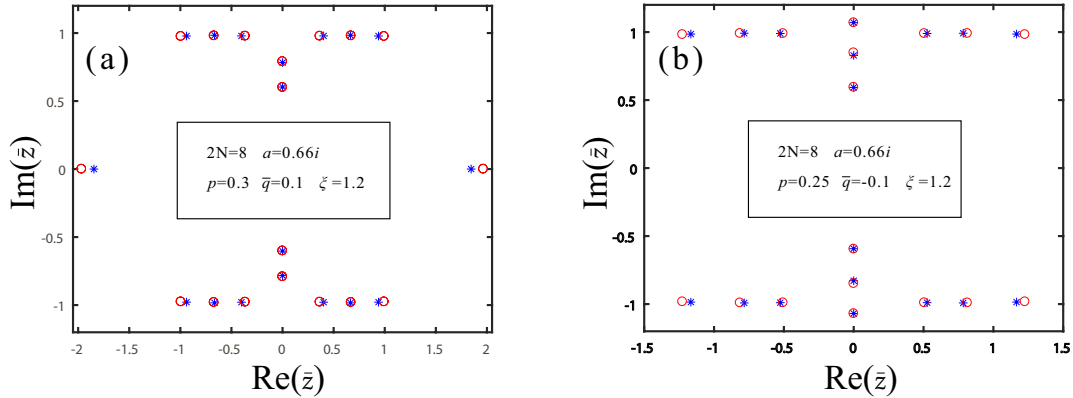 (a)
Im(z̄)
1
0.5
0
-0.5
-1
2N=8 a=0.66i
p=0.3 q̅=0.1 ξ=1.2
-2 -1.5 -1 -0.5 0 0.5 1 1.5 2
Re(z̄)
(b)
Im(z̄)
1
0.5
0
-0.5
-1
2N=8 a=0.66i
p=0.25 q̅=-0.1 ξ=1.2
-1.5 -1 -0.5 0 0.5 1 1.5
Re(z̄)